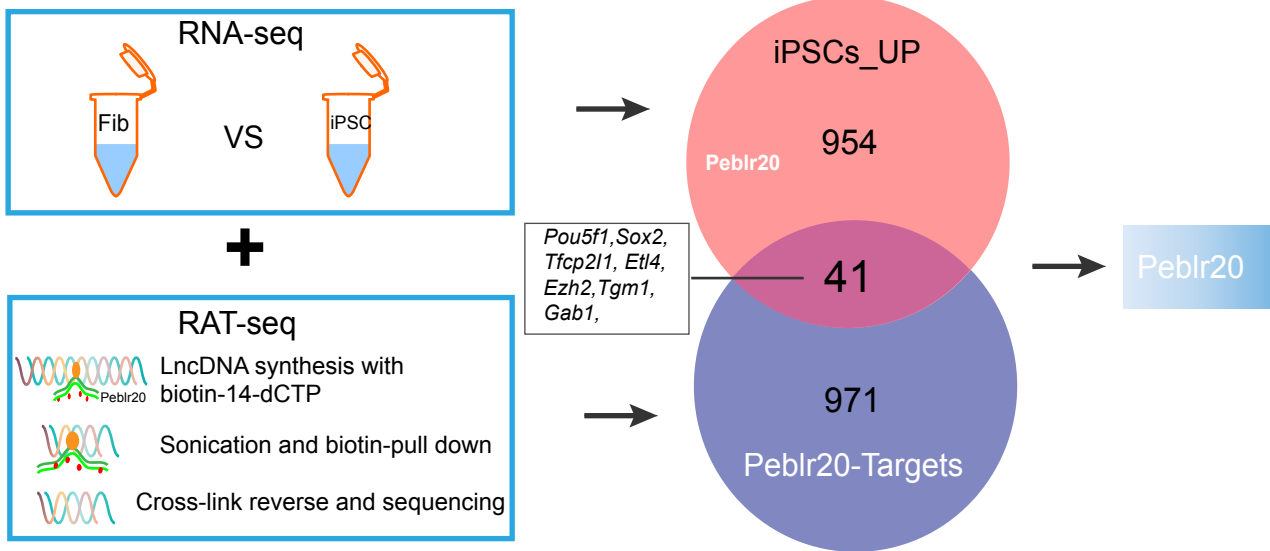 RNA-seq
Fib
VS
iPSC
+
RAT-seq
LncDNA synthesis with
biotin-14-dCTP
Peblr20
Sonication and biotin-pull down
Cross-link reverse and sequencing
iPSCs_UP
954
Peblr20
Pou5f1,Sox2,
Tfcp2l1, Etl4,
Ezh2,Tgm1,
Gab1,
41
971
Peblr20-Targets
Peblr20